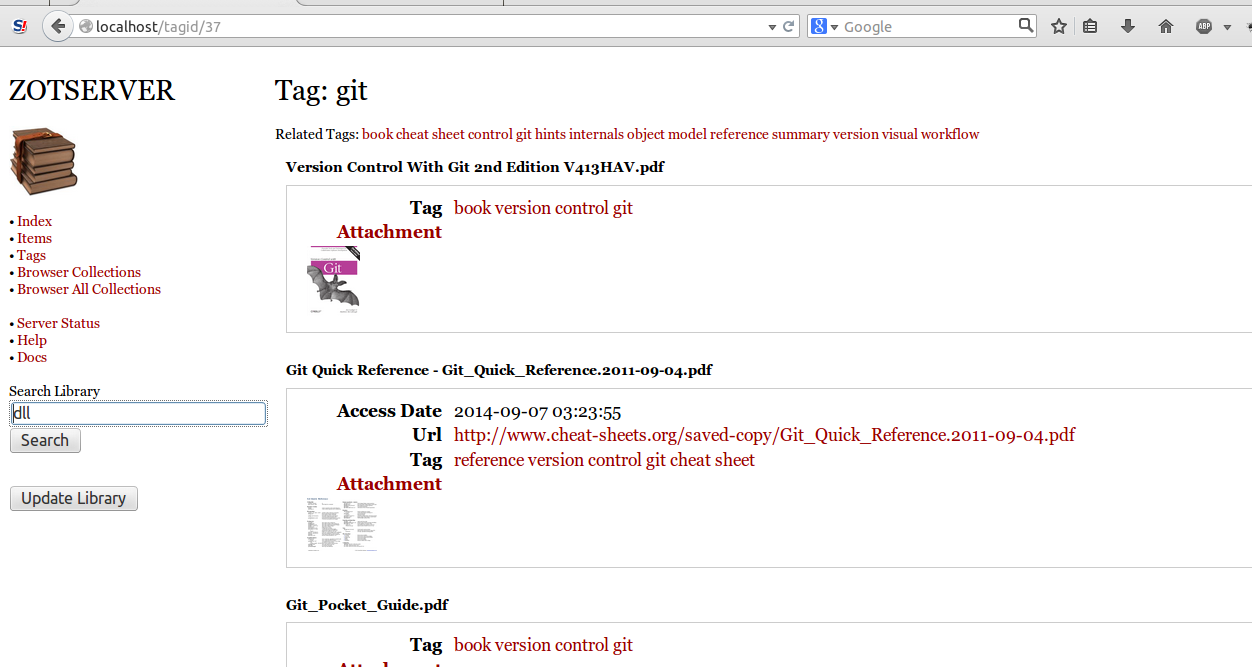 S!
localhost/tagid/37
8 Google
ABP
ZOTSERVER
• Index
• Items
• Tags
• Browser Collections
• Browser All Collections
• Server Status
• Help
• Docs
Search Library
dll
Search
Update Library
Tag: git
Related Tags: book cheat sheet control git hints internals object model reference summary version visual workflow
Version Control With Git 2nd Edition V413HAV.pdf
Tag book version control git
Attachment
Git
Git Quick Reference - Git_Quick_Reference.2011-09-04.pdf
Access Date 2014-09-07 03:23:55
Url http://www.cheat-sheets.org/saved-copy/Git_Quick_Reference.2011-09-04.pdf
Tag reference version control git cheat sheet
Attachment
Git_Pocket_Guide.pdf
Tag book version control git
Attachment